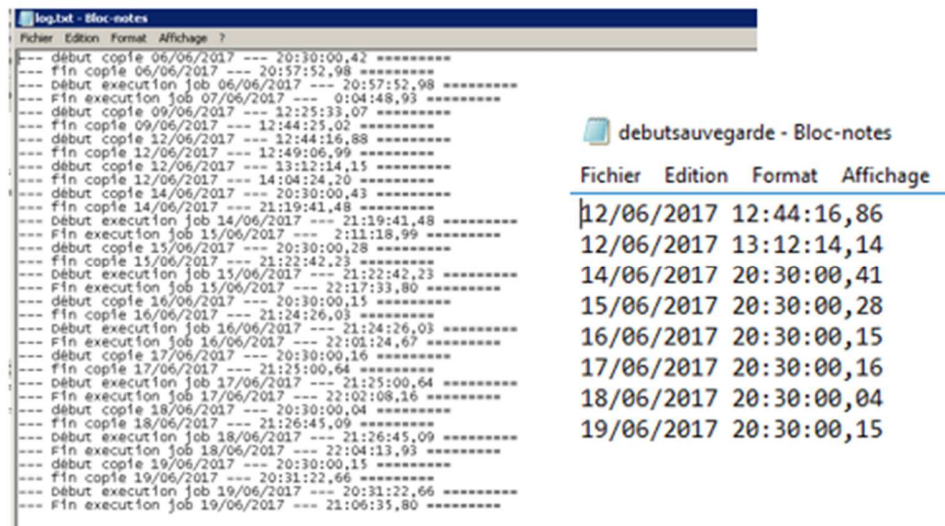 log.txt - Bloc-notes
Fichier Edition Format Affichage ?
--- début copie 06/06/2017 --- 20:30:00,42 =========
--- fin copie 06/06/2017 --- 20:57:52,98 =========
--- Début execution job 06/06/2017 --- 20:57:52,98 =========
--- Fin execution job 07/06/2017 --- 0:04:48,93 =========
--- début copie 09/06/2017 --- 12:25:33,07 =========
--- fin copie 09/06/2017 --- 12:44:25,02 =========
--- début copie 12/06/2017 --- 12:44:16,88 =========
--- fin copie 12/06/2017 --- 12:49:06,99 =========
--- début copie 12/06/2017 --- 13:12:14,15 =========
--- fin copie 12/06/2017 --- 14:04:24,20 =========
--- début copie 14/06/2017 --- 20:30:00,43 =========
--- fin copie 14/06/2017 --- 21:19:41,48 =========
--- Début execution job 14/06/2017 --- 21:19:41,48 =========
--- Fin execution job 15/06/2017 --- 2:11:18,99 =========
--- début copie 15/06/2017 --- 20:30:00,28 =========
--- fin copie 15/06/2017 --- 21:22:42,23 =========
--- Début execution job 15/06/2017 --- 21:22:42,23 =========
--- Fin execution job 15/06/2017 --- 22:17:33,80 =========
--- début copie 16/06/2017 --- 20:30:00,15 =========
--- fin copie 16/06/2017 --- 21:24:26,03 =========
--- Début execution job 16/06/2017 --- 21:24:26,03 =========
--- Fin execution job 16/06/2017 --- 22:01:24,67 =========
--- début copie 17/06/2017 --- 20:30:00,16 =========
--- fin copie 17/06/2017 --- 21:25:00,64 =========
--- Début execution job 17/06/2017 --- 21:25:00,64 =========
--- Fin execution job 17/06/2017 --- 22:02:08,16 =========
--- début copie 18/06/2017 --- 20:30:00,04 =========
--- fin copie 18/06/2017 --- 21:26:45,09 =========
--- Début execution job 18/06/2017 --- 21:26:45,09 =========
--- Fin execution job 18/06/2017 --- 22:04:13,93 =========
--- début copie 19/06/2017 --- 20:30:00,15 =========
--- fin copie 19/06/2017 --- 20:31:22,66 =========
--- Début execution job 19/06/2017 --- 20:31:22,66 =========
--- Fin execution job 19/06/2017 --- 21:06:35,80 =========
debutsauvegarde - Bloc-notes
Fichier Edition Format Affichage
12/06/2017 12:44:16,86
12/06/2017 13:12:14,14
14/06/2017 20:30:00,41
15/06/2017 20:30:00,28
16/06/2017 20:30:00,15
17/06/2017 20:30:00,16
18/06/2017 20:30:00,04
19/06/2017 20:30:00,15